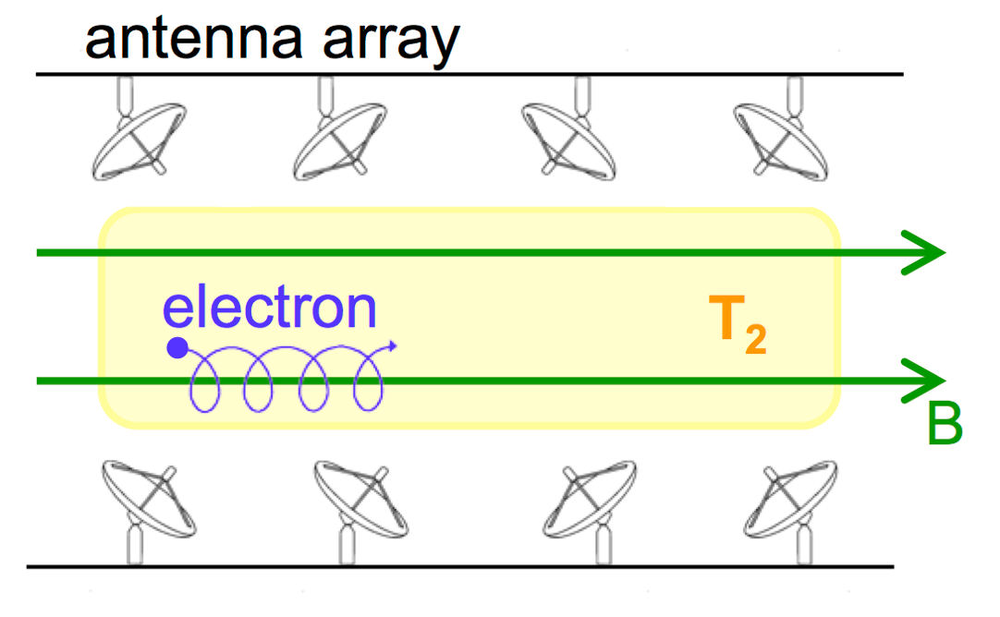 antenna array
electron
T₂
B